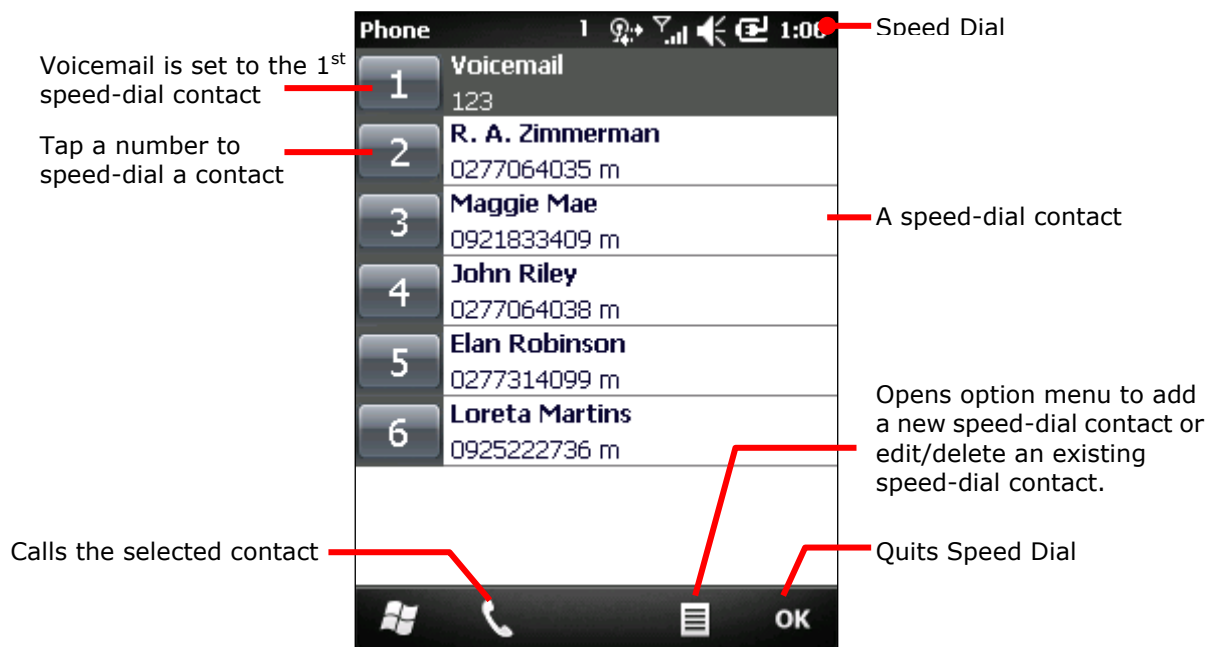 Phone 1 1:06
Speed Dial
Voicemail is set to the 1st
speed-dial contact
1 Voicemail
123
Tap a number to
speed-dial a contact
2 R. A. Zimmerman
0277064035 m
3 Maggie Mae
0921833409 m
A speed-dial contact
4 John Riley
0277064038 m
5 Elan Robinson
0277314099 m
6 Loreta Martins
0925222736 m
Opens option menu to add
a new speed-dial contact or
edit/delete an existing
speed-dial contact.
Calls the selected contact
Quits Speed Dial
OK